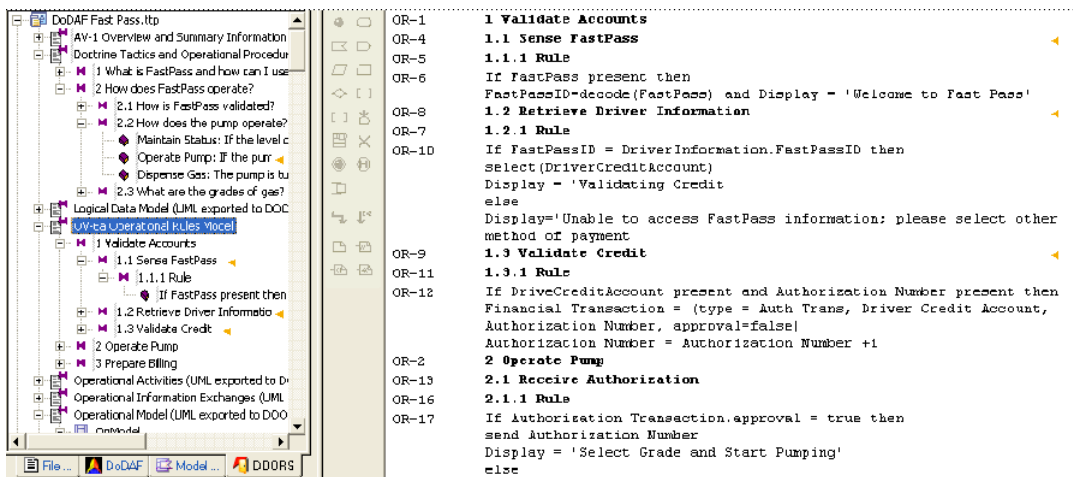 DoDAF Fast Pass.ttp
AV-1 Overview and Summary Information
Doctrine Tactics and Operational Procedur
1 What is FastPass and how can I use
2 How does FastPass operate?
2.1 How is FastPass validated?
2.2 How does the pump operate?
Maintain Status: If the level c
Operate Pump: If the purr
Dispense Gas: The pump is tu
2.3 What are the grades of gas?
Logical Data Model (UML exported to DOC
OV-6a Operational Rules Model
1 Validate Accounts
1.1 Sense FastPass
1.1.1 Rule
If FastPass present then
1.2 Retrieve Driver Informatio
1.3 Validate Credit
2 Operate Pump
3 Prepare Billing
Operational Activities (UML exported to D
Operational Information Exchanges (UML
Operational Model (UML exported to DOO
OpModel
File ... DoDAF Model ... DDORS
OR-1 1 Validate Accounts
OR-4 1.1 Sense FastPass
OR-5 1.1.1 Rule
OR-6 If FastPass present then
FastPassID=decode(FastPass) and Display = 'Welcome to Fast Pass'
OR-8 1.2 Retrieve Driver Information
OR-7 1.2.1 Rule
OR-10 If FastPassID = DriverInformation.FastPassID then
select(DriverCreditAccount)
Display = 'Validating Credit
else
Display='Unable to access FastPass information; please select other
method of payment
OR-9 1.3 Validate Credit
OR-11 1.3.1 Rule
OR-12 If DriveCreditAccount present and Authorization Number present then
Financial Transaction = (type = Auth Trans, Driver Credit Account,
Authorization Number, approval=false|
Authorization Number = Authorization Number +1
OR-2 2 Operate Pump
OR-13 2.1 Receive Authorization
OR-16 2.1.1 Rule
OR-17 If Authorization Transaction.approval = true then
send Authorization Number
Display = 'Select Grade and Start Pumping'
else